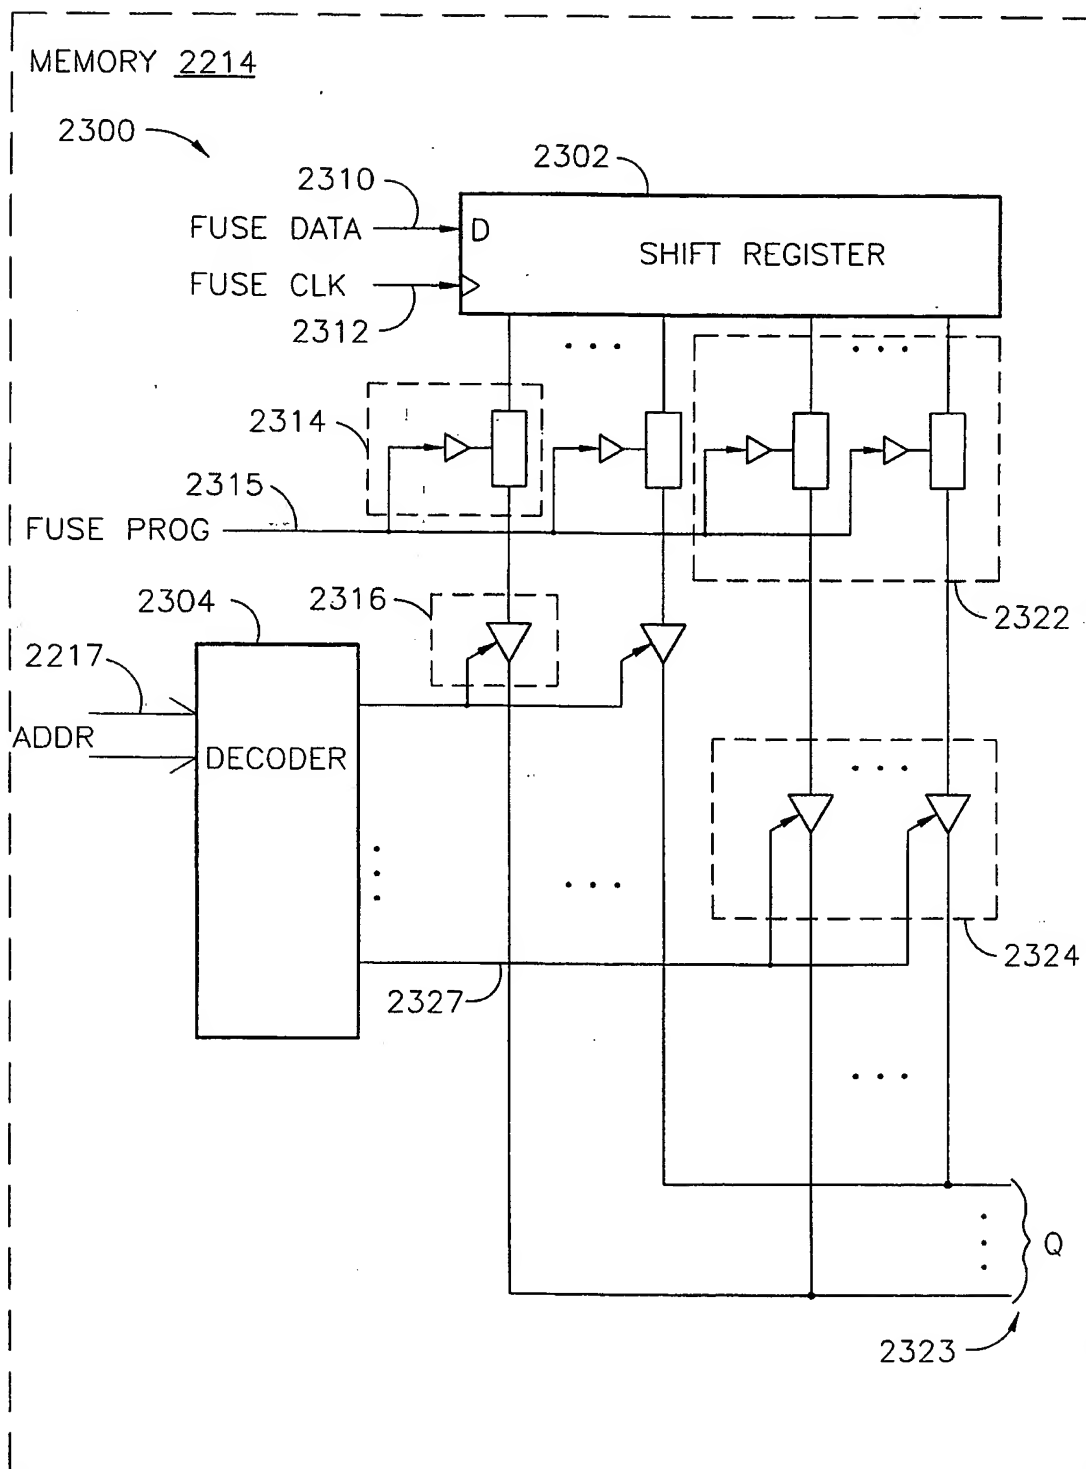 MEMORY 2214
2300
2302
2310
FUSE DATA
D
SHIFT REGISTER
FUSE CLK
2312
2314
2315
FUSE PROG
2316
2322
2304
2217
ADDR
DECODER
2324
2327
Q
2323